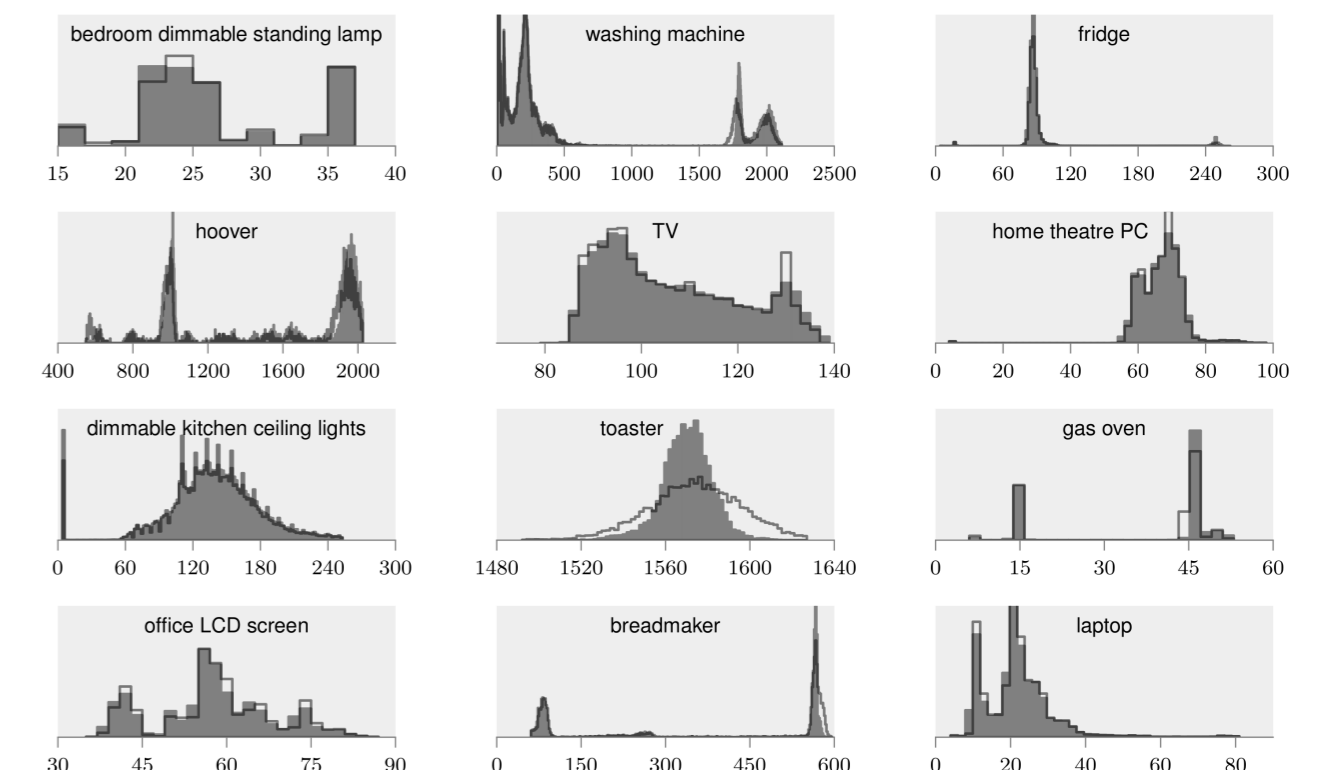 bedroom dimmable standing lamp
15 20 25 30 35 40
washing machine
0 500 1000 1500 2000 2500
fridge
0 60 120 180 240 300
hoover
400 800 1200 1600 2000
TV
80 100 120 140
home theatre PC
0 20 40 60 80 100
dimmable kitchen ceiling lights
0 60 120 180 240 300
toaster
1480 1520 1560 1600 1640
gas oven
0 15 30 45 60
office LCD screen
30 45 60 75 90
breadmaker
0 150 300 450 600
laptop
0 20 40 60 80